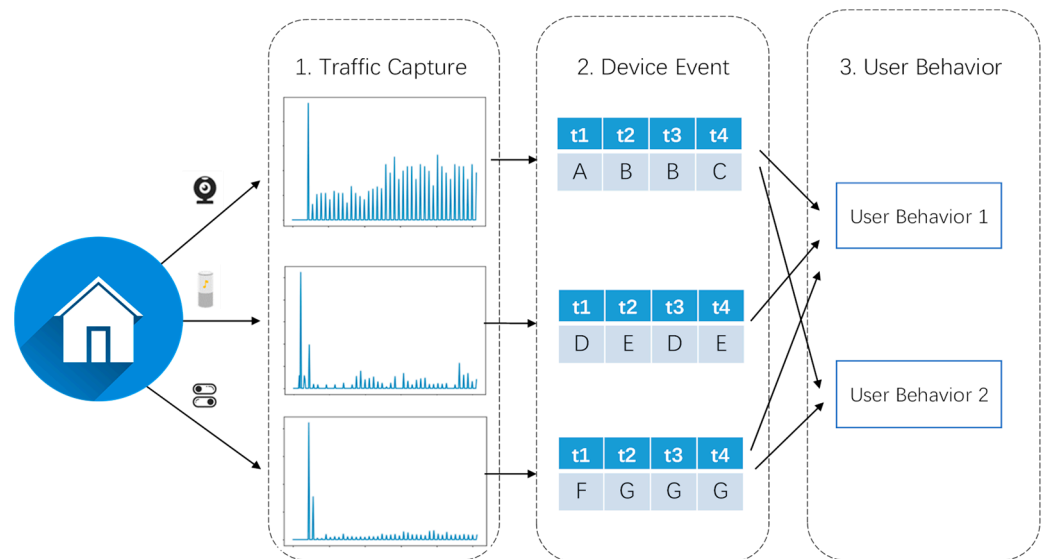 1. Traffic Capture
2. Device Event
3. User Behavior
t1 t2 t3 t4
A B B C
User Behavior 1
t1 t2 t3 t4
D E D E
User Behavior 2
t1 t2 t3 t4
F G G G